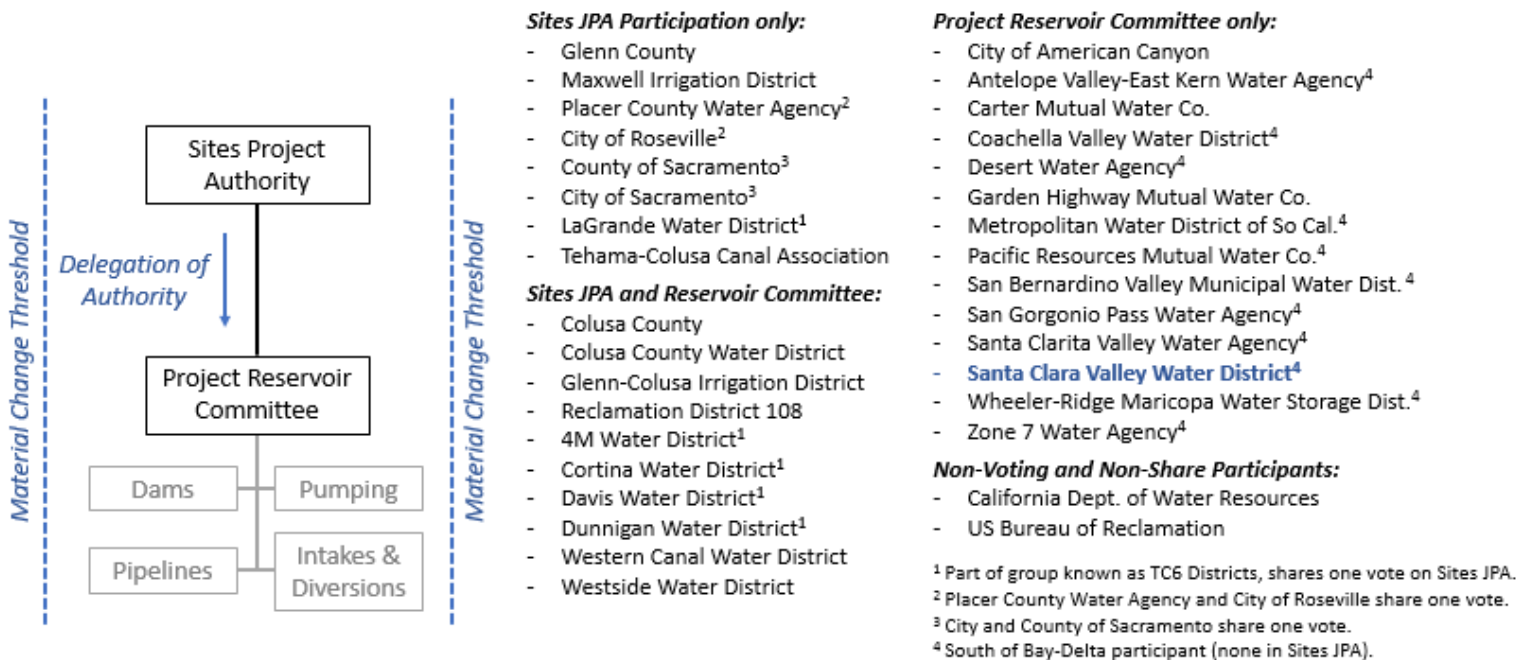 Material Change Threshold
Sites Project
Authority
Delegation of
Authority
Project Reservoir
Committee
Dams
Pumping
Pipelines
Intakes &
Diversions
Material Change Threshold
Sites JPA Participation only:
- Glenn County
- Maxwell Irrigation District
- Placer County Water Agency²
- City of Roseville²
- County of Sacramento³
- City of Sacramento³
- LaGrande Water District¹
- Tehama-Colusa Canal Association
Sites JPA and Reservoir Committee:
- Colusa County
- Colusa County Water District
- Glenn-Colusa Irrigation District
- Reclamation District 108
- 4M Water District¹
- Cortina Water District¹
- Davis Water District¹
- Dunnigan Water District¹
- Western Canal Water District
- Westside Water District
Project Reservoir Committee only:
- City of American Canyon
- Antelope Valley-East Kern Water Agency⁴
- Carter Mutual Water Co.
- Coachella Valley Water District⁴
- Desert Water Agency⁴
- Garden Highway Mutual Water Co.
- Metropolitan Water District of So Cal.⁴
- Pacific Resources Mutual Water Co.⁴
- San Bernardino Valley Municipal Water Dist. ⁴
- San Gorgonio Pass Water Agency⁴
- Santa Clarita Valley Water Agency⁴
- Santa Clara Valley Water District⁴
- Wheeler-Ridge Maricopa Water Storage Dist.⁴
- Zone 7 Water Agency⁴
Non-Voting and Non-Share Participants:
- California Dept. of Water Resources
- US Bureau of Reclamation
¹ Part of group known as TC6 Districts, shares one vote on Sites JPA.
² Placer County Water Agency and City of Roseville share one vote.
³ City and County of Sacramento share one vote.
⁴ South of Bay-Delta participant (none in Sites JPA).